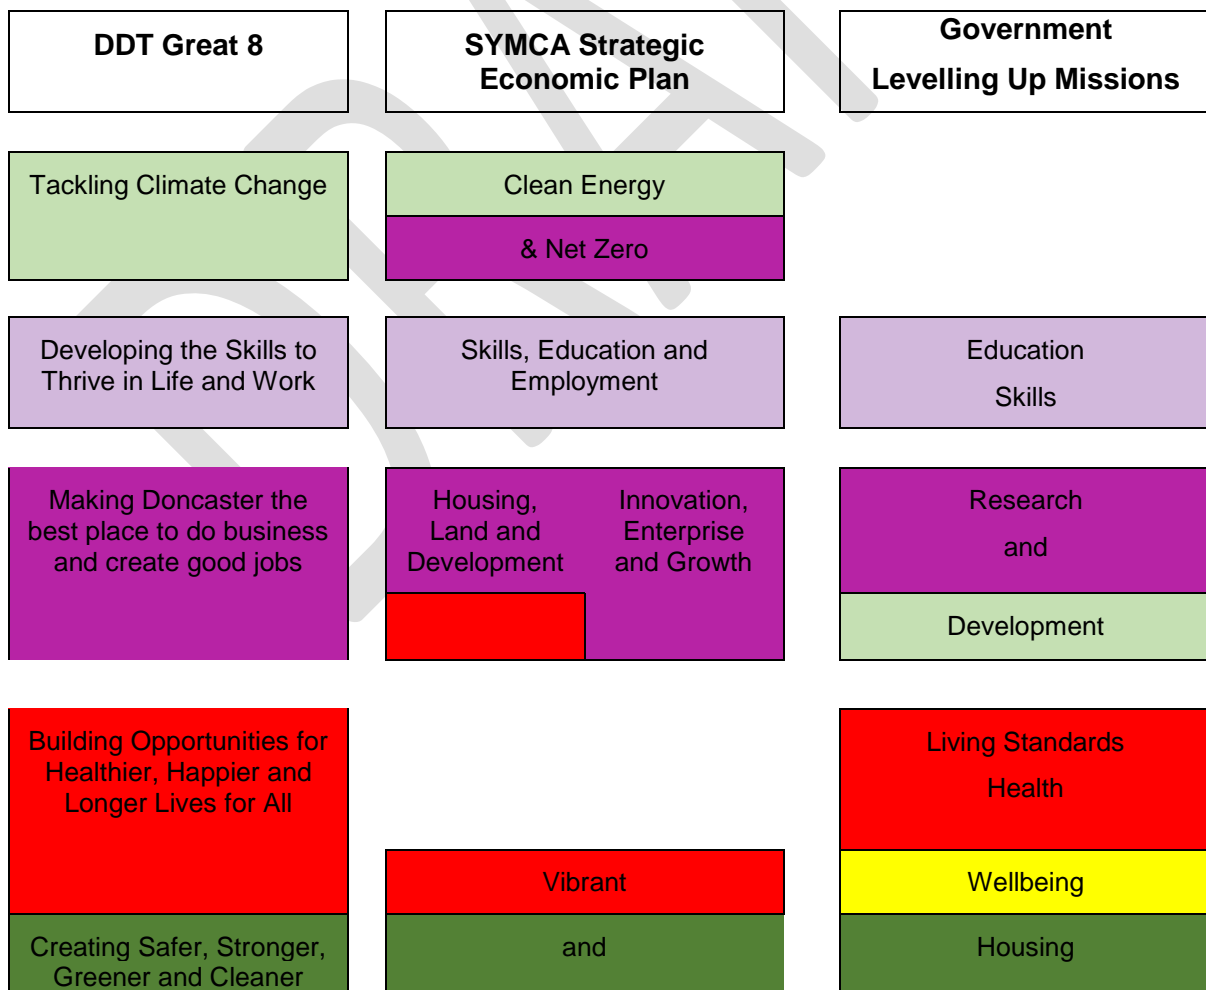 DDT Great 8
SYMCA Strategic
Economic Plan
Government
Levelling Up Missions
Tackling Climate Change
Clean Energy
& Net Zero
Developing the Skills to
Thrive in Life and Work
Skills, Education and
Employment
Education
Skills
Making Doncaster the
best place to do business
and create good jobs
Housing,
Land and
Development
Innovation,
Enterprise
and Growth
Research
and
Development
Building Opportunities for
Healthier, Happier and
Longer Lives for All
Vibrant
Living Standards
Health
Wellbeing
Creating Safer, Stronger,
Greener and Cleaner
and
Housing